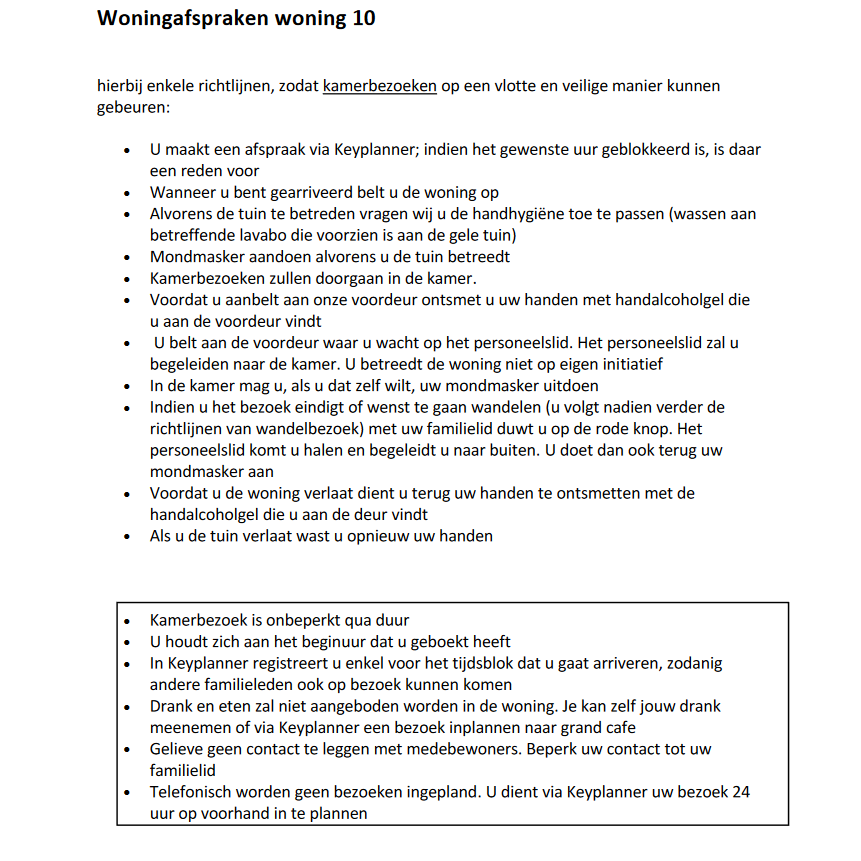 Woningafspraken woning 10
hierbij enkele richtlijnen, zodat kamerbezoeken op een vlotte en veilige manier kunnen
gebeuren:
• U maakt een afspraak via Keyplanner; indien het gewenste uur geblokkeerd is, is daar
een reden voor
• Wanneer u bent gearriveerd belt u de woning op
• Alvorens de tuin te betreden vragen wij u de handhygiëne toe te passen (wassen aan
betreffende lavabo die voorzien is aan de gele tuin)
• Mondmasker aandoen alvorens u de tuin betreedt
• Kamerbezoeken zullen doorgaan in de kamer.
• Voordat u aanbelt aan onze voordeur ontsmet u uw handen met handalcoholgel die
u aan de voordeur vindt
• U belt aan de voordeur waar u wacht op het personeelslid. Het personeelslid zal u
begeleiden naar de kamer. U betreedt de woning niet op eigen initiatief
• In de kamer mag u, als u dat zelf wilt, uw mondmasker uitdoen
• Indien u het bezoek eindigt of wenst te gaan wandelen (u volgt nadien verder de
richtlijnen van wandelbezoek) met uw familielid duwt u op de rode knop. Het
personeelslid komt u halen en begeleidt u naar buiten. U doet dan ook terug uw
mondmasker aan
• Voordat u de woning verlaat dient u terug uw handen te ontsmetten met de
handalcoholgel die u aan de deur vindt
• Als u de tuin verlaat wast u opnieuw uw handen
• Kamerbezoek is onbeperkt qua duur
• U houdt zich aan het beginuur dat u geboekt heeft
• In Keyplanner registreert u enkel voor het tijdsblok dat u gaat arriveren, zodanig
andere familieleden ook op bezoek kunnen komen
• Drank en eten zal niet aangeboden worden in de woning. Je kan zelf jouw drank
meenemen of via Keyplanner een bezoek inplannen naar grand cafe
• Gelieve geen contact te leggen met medebewoners. Beperk uw contact tot uw
familielid
• Telefonisch worden geen bezoeken ingepland. U dient via Keyplanner uw bezoek 24
uur op voorhand in te plannen